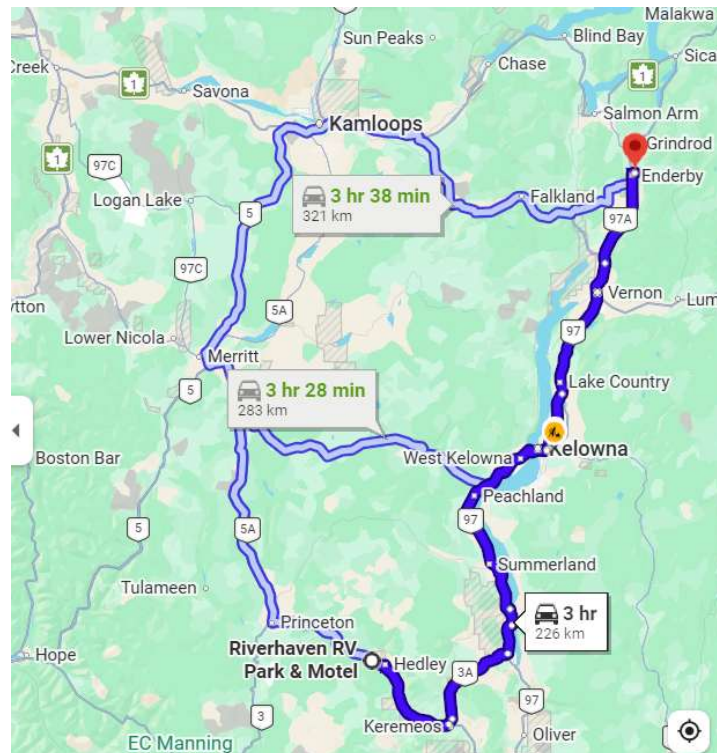 Malakwa
Sun Peaks
Blind Bay
Creek
Chase
Sica
1
1
Savona
Salmon Arm
Kamloops
1
Grindrod
97C
Enderby
Logan Lake
5
3 hr 38 min
321 km
Falkland
97A
97C
5A
Vernon
Lum
ytton
97
Lower Nicola
Merritt
5
3 hr 28 min
283 km
Lake Country
Kelowna
West Kelowna
Boston Bar
Peachland
5
5A
97
Summerland
Tulameen
3 hr
226 km
Princeton
Riverhaven RV
Park & Motel
Hedley
Hope
3A
97
3
Keremeos
Oliver
EC Manning